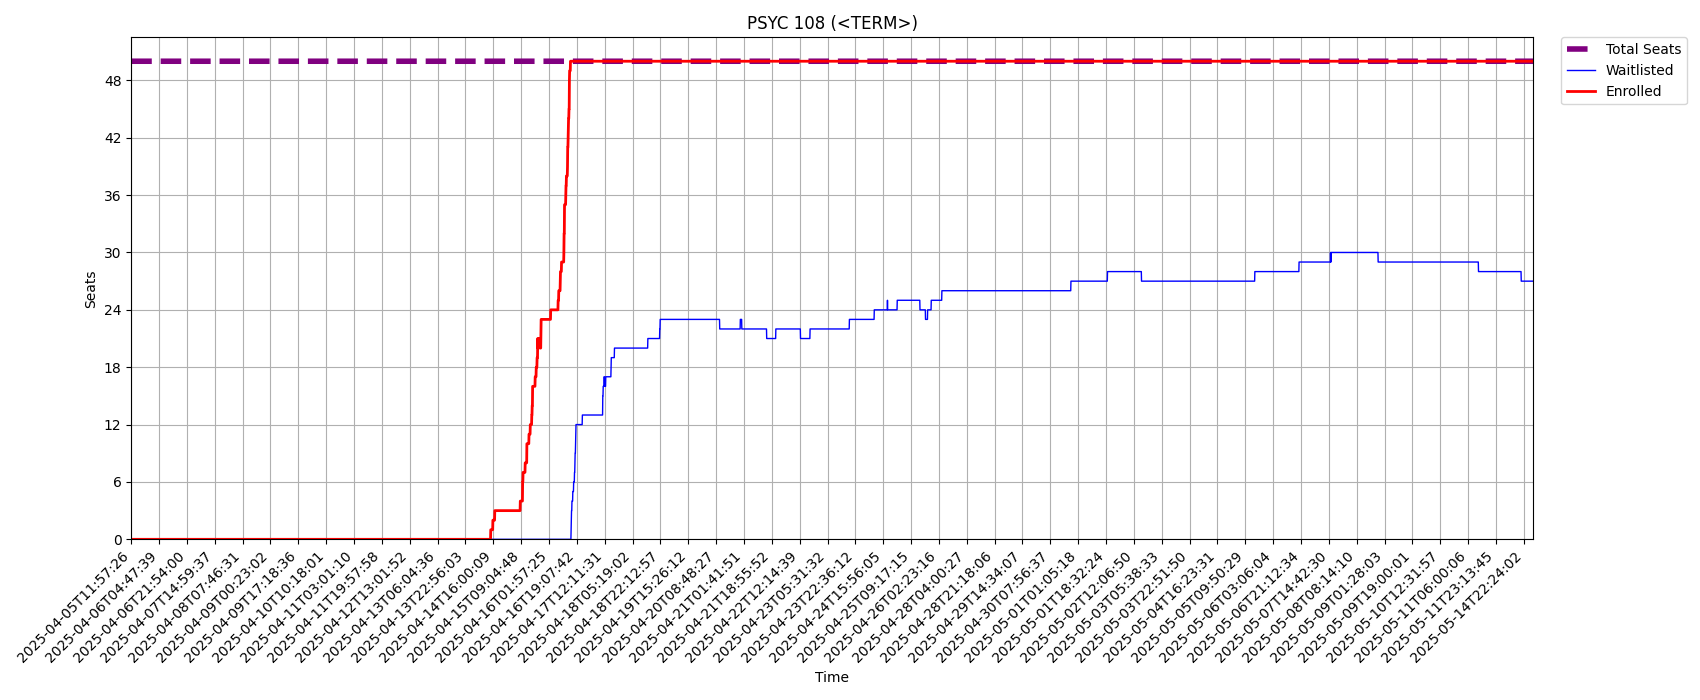 PSYC 108 (<TERM>)
Total Seats
Waitlisted
Enrolled
Seats
48
42
36
30
24
18
12
6
0
2025-04-05T11:57:26
2025-04-06T04:47:39
2025-04-06T21:54:00
2025-04-07T14:59:37
2025-04-08T07:46:31
2025-04-09T00:23:02
2025-04-09T17:18:36
2025-04-10T10:18:01
2025-04-11T03:01:10
2025-04-11T19:57:58
2025-04-12T13:01:52
2025-04-13T06:04:36
2025-04-13T22:56:03
2025-04-14T16:00:09
2025-04-15T09:04:48
2025-04-16T01:57:25
2025-04-16T19:07:42
2025-04-17T12:11:31
2025-04-18T05:19:02
2025-04-18T22:12:57
2025-04-19T15:26:12
2025-04-20T08:48:27
2025-04-21T01:41:51
2025-04-21T18:55:52
2025-04-22T12:14:39
2025-04-23T05:31:32
2025-04-23T22:36:12
2025-04-24T15:56:05
2025-04-25T09:17:15
2025-04-26T02:23:16
2025-04-28T04:00:27
2025-04-28T21:18:06
2025-04-29T14:34:07
2025-04-30T07:56:37
2025-05-01T01:05:18
2025-05-01T18:32:24
2025-05-02T12:06:50
2025-05-03T05:38:33
2025-05-03T22:51:50
2025-05-04T16:23:31
2025-05-05T09:50:29
2025-05-06T03:06:04
2025-05-06T21:12:34
2025-05-07T14:42:30
2025-05-08T08:14:10
2025-05-09T01:28:03
2025-05-09T19:00:01
2025-05-10T12:31:57
2025-05-11T06:00:06
2025-05-11T23:13:45
2025-05-14T22:24:02
Time